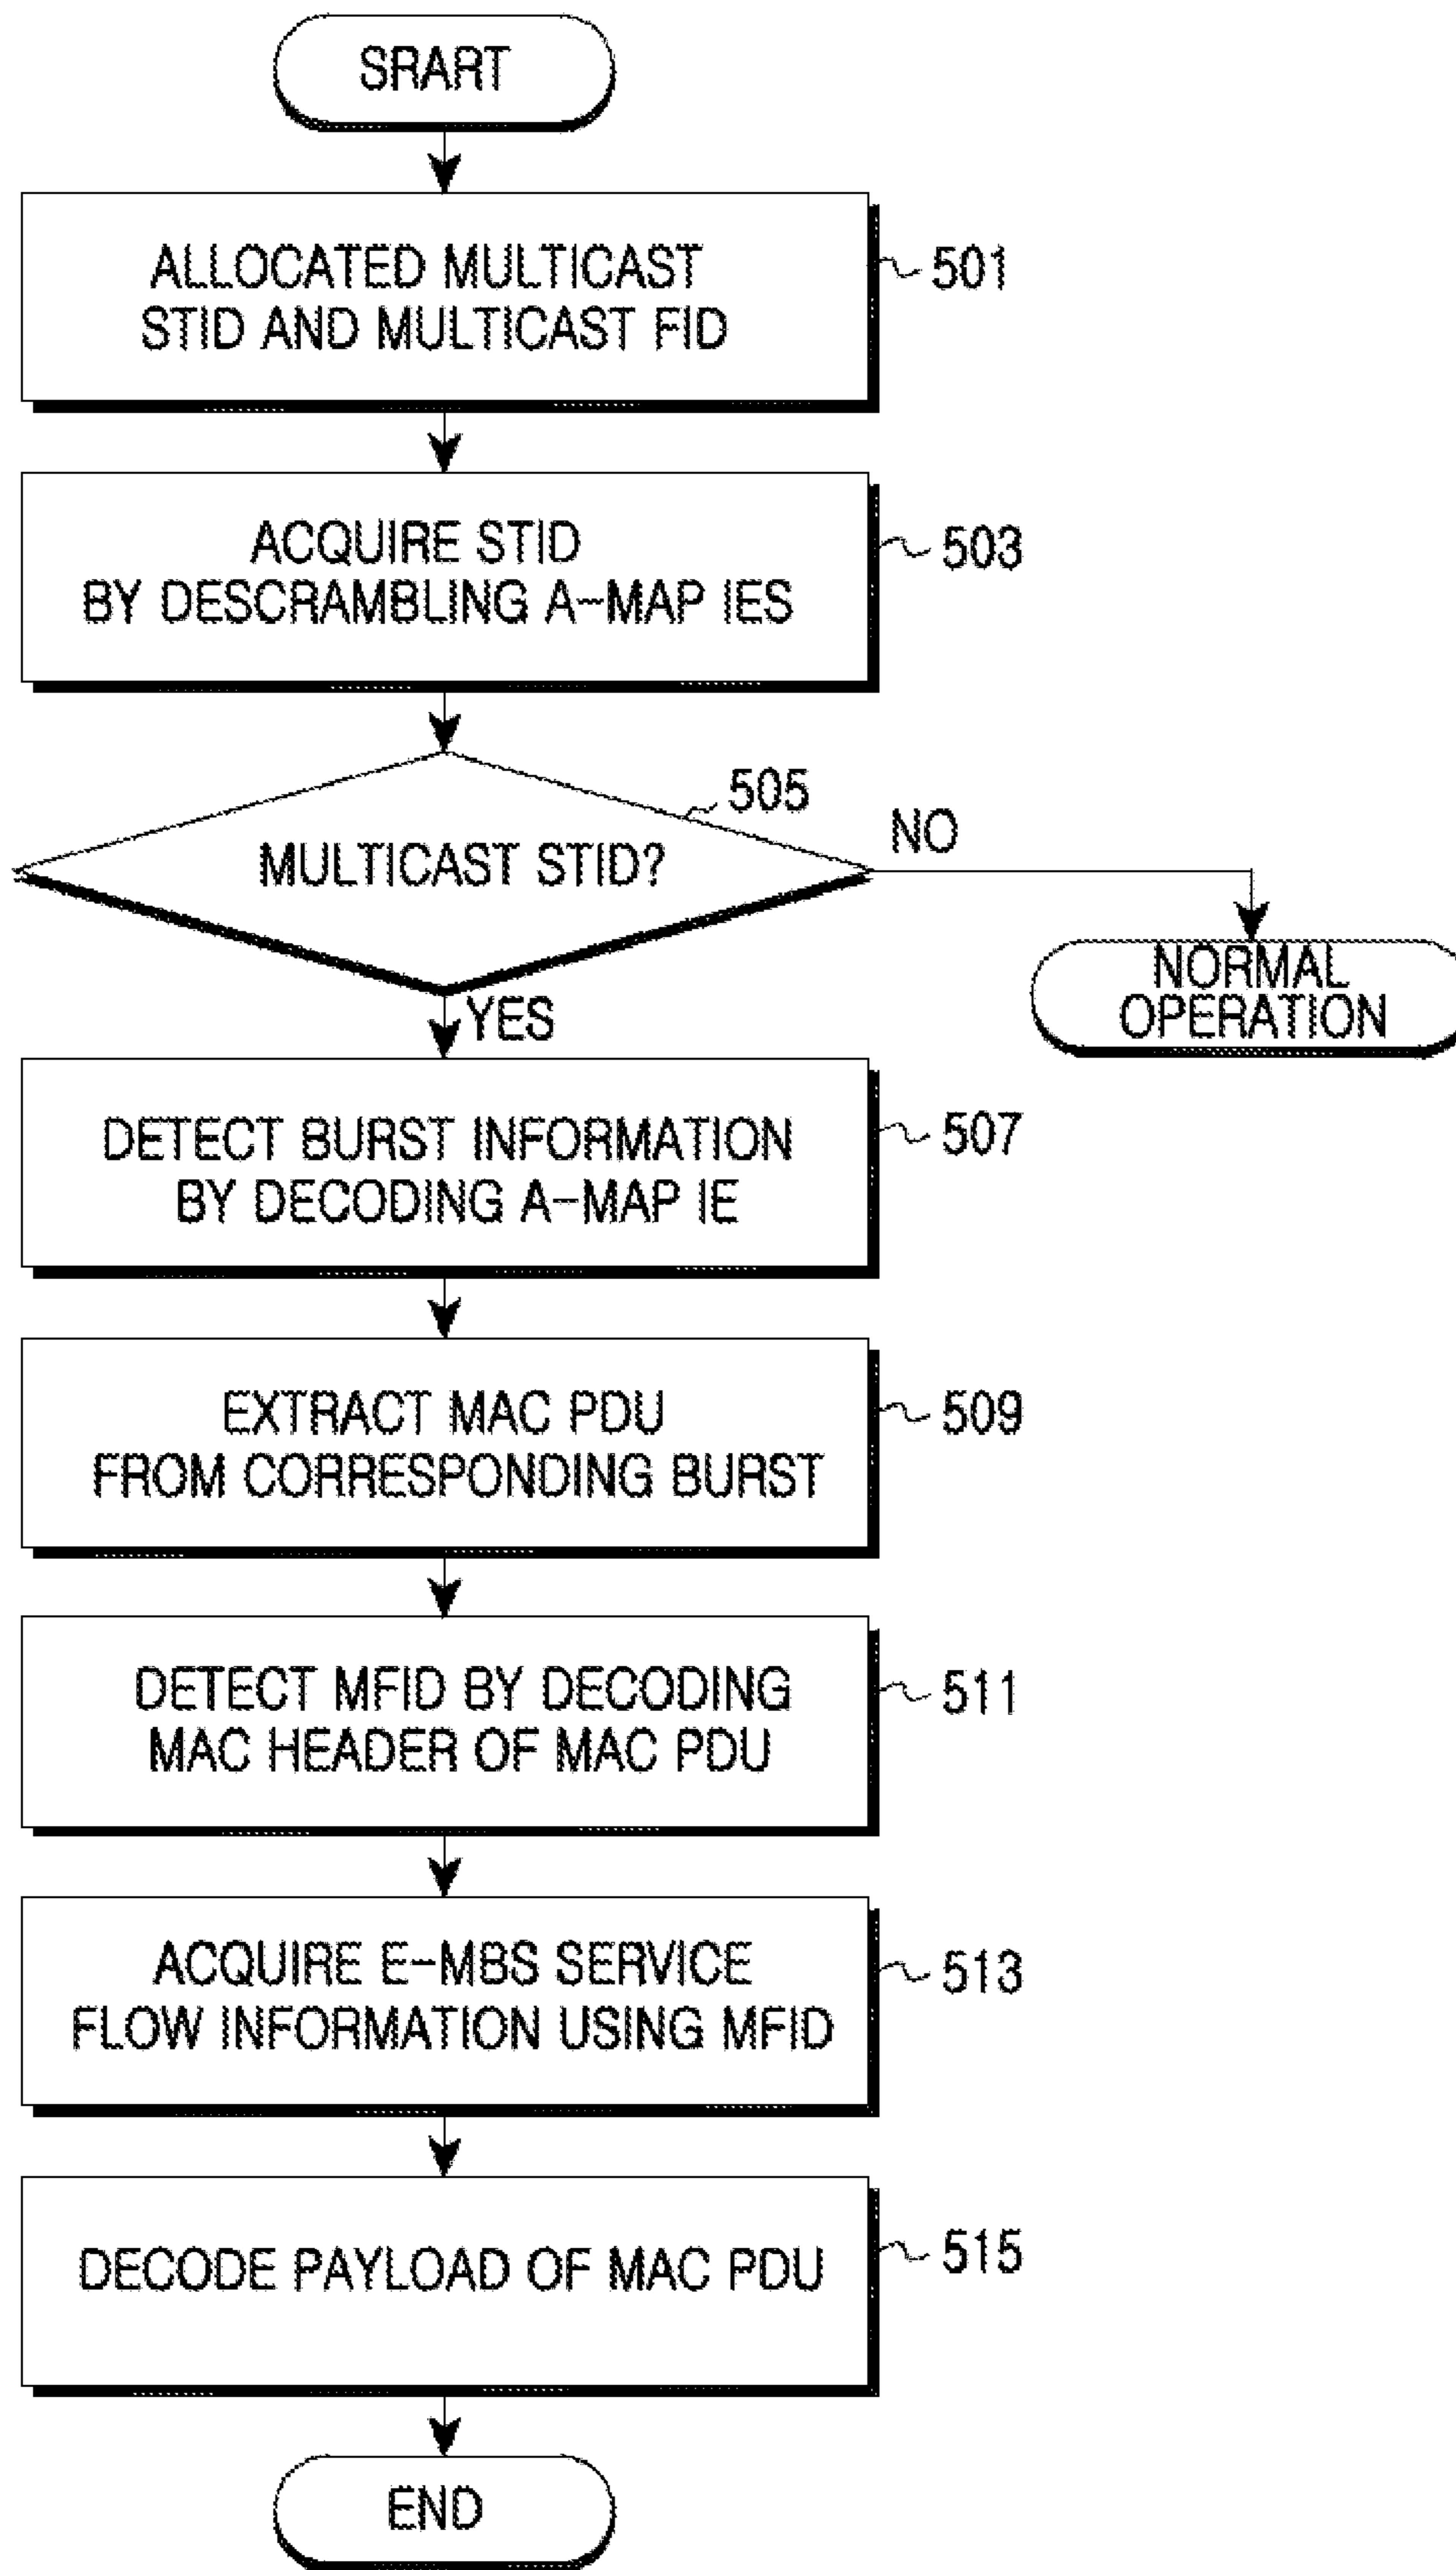 SRART
ALLOCATED MULTICAST
STID AND MULTICAST FID
501
ACQUIRE STID
BY DESCRAMBLING A-MAP IES
503
505
MULTICAST STID?
NO
NORMAL
OPERATION
YES
DETECT BURST INFORMATION
BY DECODING A-MAP IE
507
EXTRACT MAC PDU
FROM CORRESPONDING BURST
509
DETECT MFID BY DECODING
MAC HEADER OF MAC PDU
511
ACQUIRE E-MBS SERVICE
FLOW INFORMATION USING MFID
513
DECODE PAYLOAD OF MAC PDU
515
END